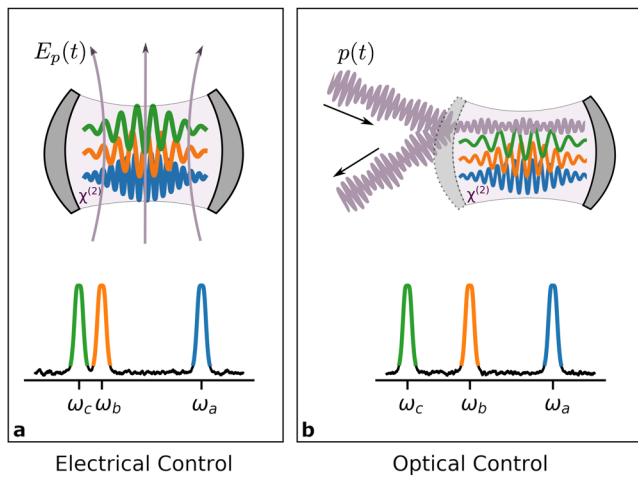 E_p(t)
χ^(2)
ω_c ω_b ω_a
a
Electrical Control
p(t)
χ^(2)
ω_c ω_b ω_a
b
Optical Control